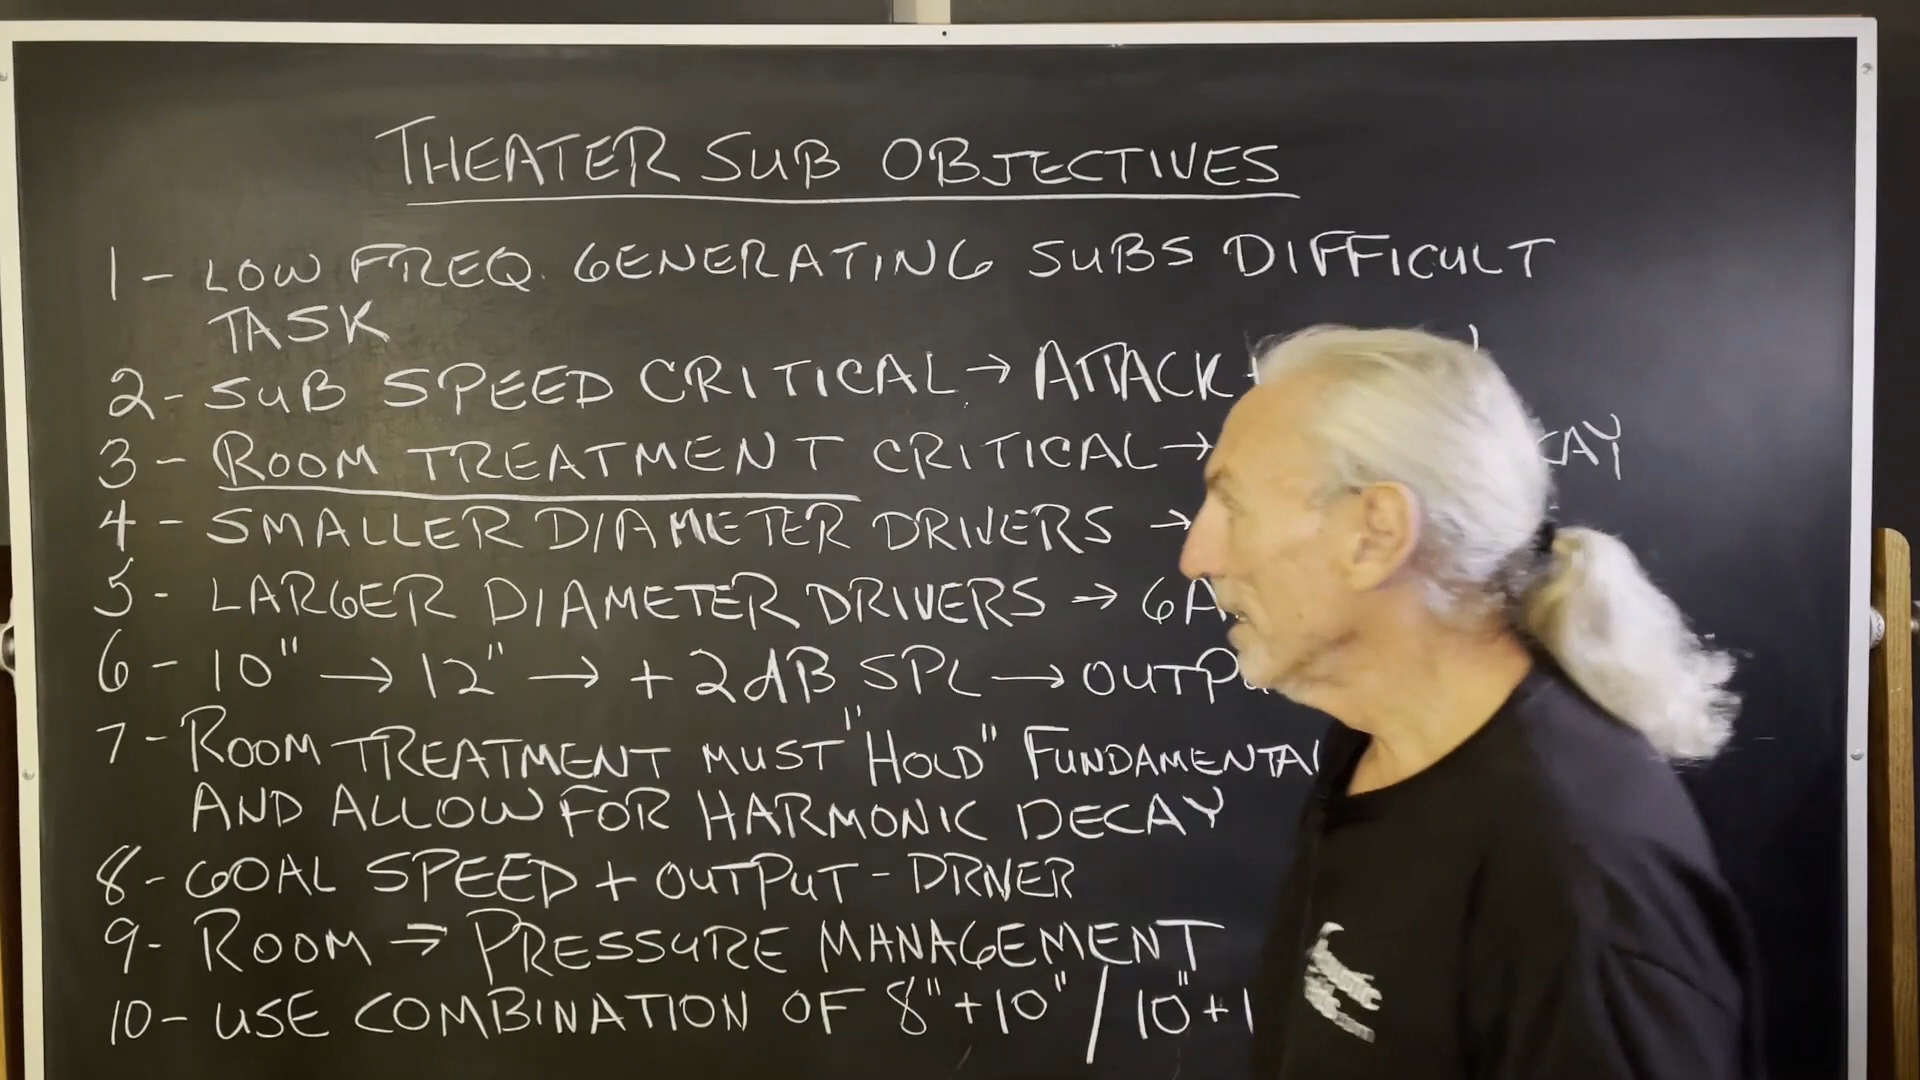 THEATER SUB OBJECTIVES
1 - LOW FREQ. GENERATING SUBS DIFFICULT
TASK
2 - SUB SPEED CRITICAL → ATTACK
3 - ROOM TREATMENT CRITICAL →
4 - SMALLER DIAMETER DRIVERS →
5 - LARGER DIAMETER DRIVERS →
6 - 10" → 12" → + 2dB SPL →
7 - ROOM TREATMENT MUST "HOLD" FUNDAMENTAL
AND ALLOW FOR HARMONIC DECAY
8 - GOAL SPEED + OUTPUT - DRIVER
9 - ROOM → PRESSURE MANAGEMENT
10 - USE COMBINATION OF 8" + 10" / 10" +